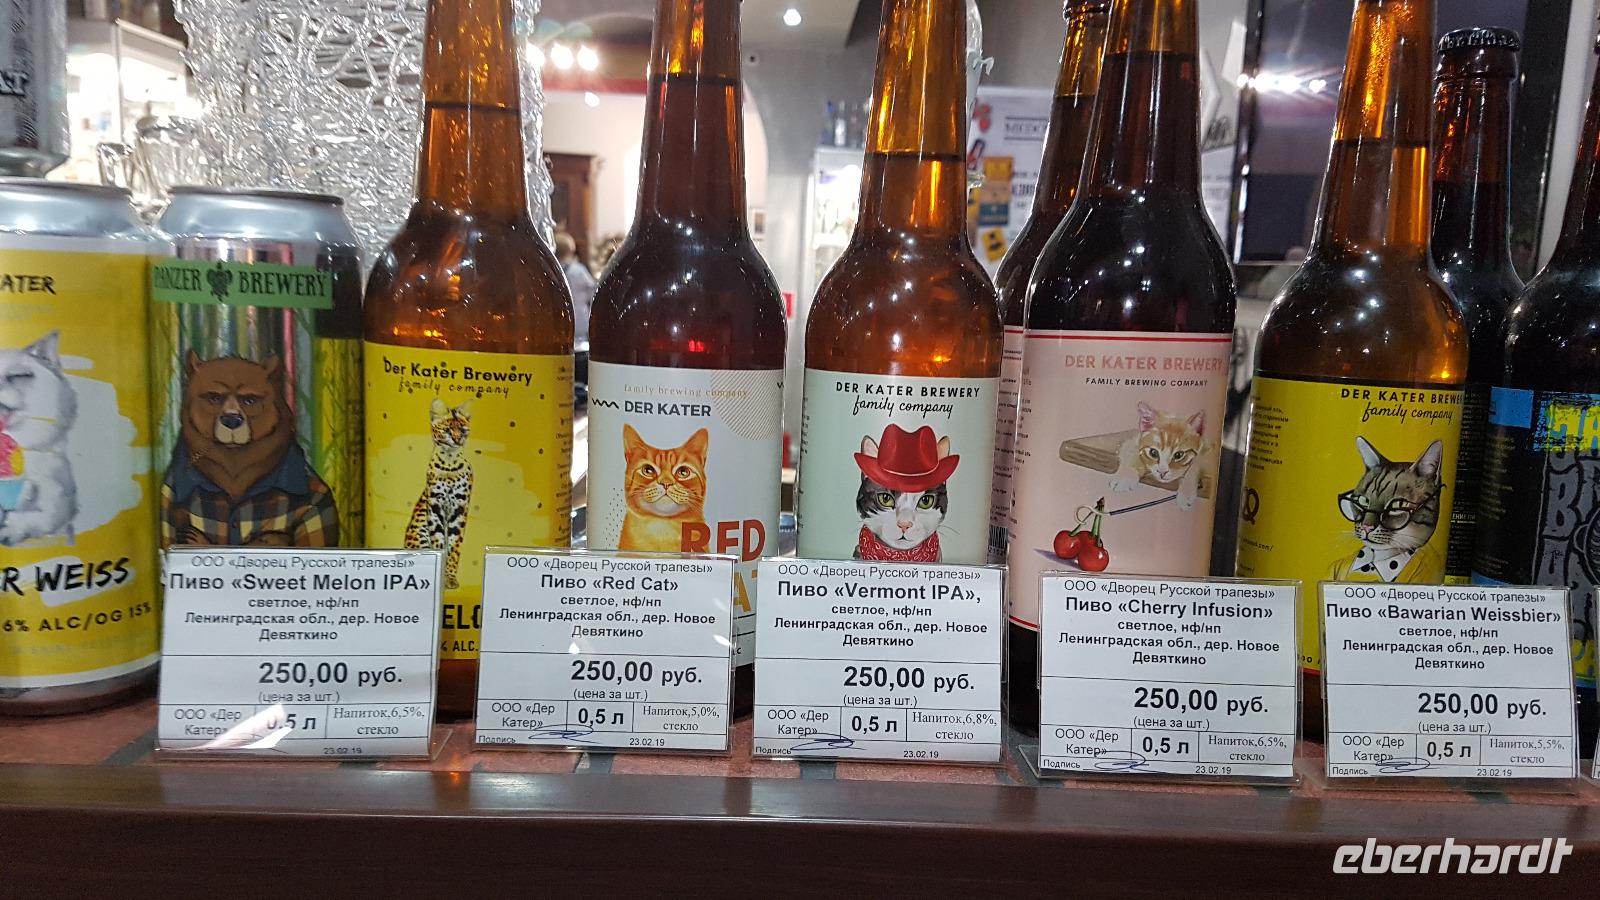 KATER
PANZER BREWERY
R WEISS
6% ALC/OG 15%
Der Kater Brewery
family company
ALC.
family brewing company
DER KATER
RED
DER KATER BREWERY
family company
DER KATER BREWERY
FAMILY BREWING COMPANY
DER KATER BREWE
family company
ООО «Дворец Русской трапезы»
Пиво «Sweet Melon IPA»
светлое, нф/нп
Ленинградская обл., дер. Новое
Девяткино
250,00 руб.
(цена за шт.)
ООО «Дер
Катер»
0,5 л
Напиток,6,5%,
стекло
23.02.19
ООО «Дворец Русской трапезы»
Пиво «Red Cat»
светлое, нф/нп
Ленинградская обл., дер. Новое
Девяткино
250,00 руб.
(цена за шт.)
ООО «Дер
Катер»
0,5 л
Напиток,5,0%,
стекло
Подпись
23.02.19
ООО «Дворец Русской трапезы»
Пиво «Vermont IPA»,
светлое, нф/нп
Ленинградская обл., дер. Новое
Девяткино
250,00 руб.
(цена за шт.)
ООО «Дер
Катер»
0,5 л
Напиток,6,8%,
стекло
Подпись
23.02.19
ООО «Дворец Русской трапезы»
Пиво «Cherry Infusion»
светлое, нф/нп
Ленинградская обл., дер. Новое
Девяткино
250,00 руб.
(цена за шт.)
ООО «Дер
Катер»
0,5 л
Напиток,6,5%,
стекло
Подпись
23.02.19
ООО «Дворец Русской трапезы»
Пиво «Bawarian Weissbier»
светлое, нф/нп
Ленинградская обл., дер. Новое
Девяткино
250,00 руб.
(цена за шт.)
ООО «Дер
Катер»
0,5 л
Напиток,5,5%,
стекло
Подпись
23.02.19
eberhardt